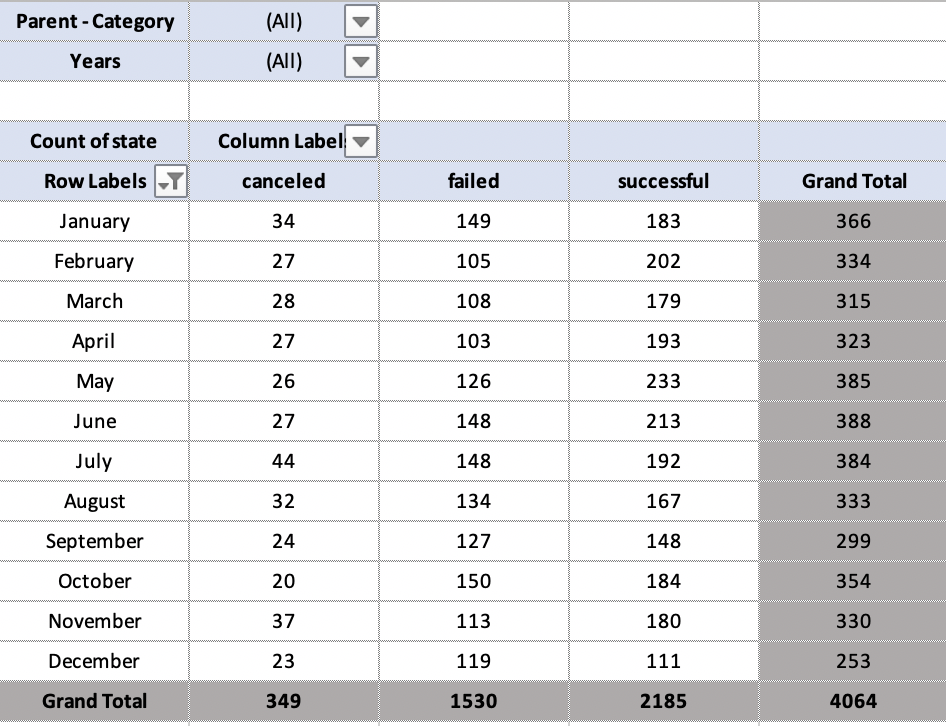 Parent - Category (All)
Years (All)
Count of state Column Label
Row Labels canceled failed successful Grand Total
January 34 149 183 366
February 27 105 202 334
March 28 108 179 315
April 27 103 193 323
May 26 126 233 385
June 27 148 213 388
July 44 148 192 384
August 32 134 167 333
September 24 127 148 299
October 20 150 184 354
November 37 113 180 330
December 23 119 111 253
Grand Total 349 1530 2185 4064